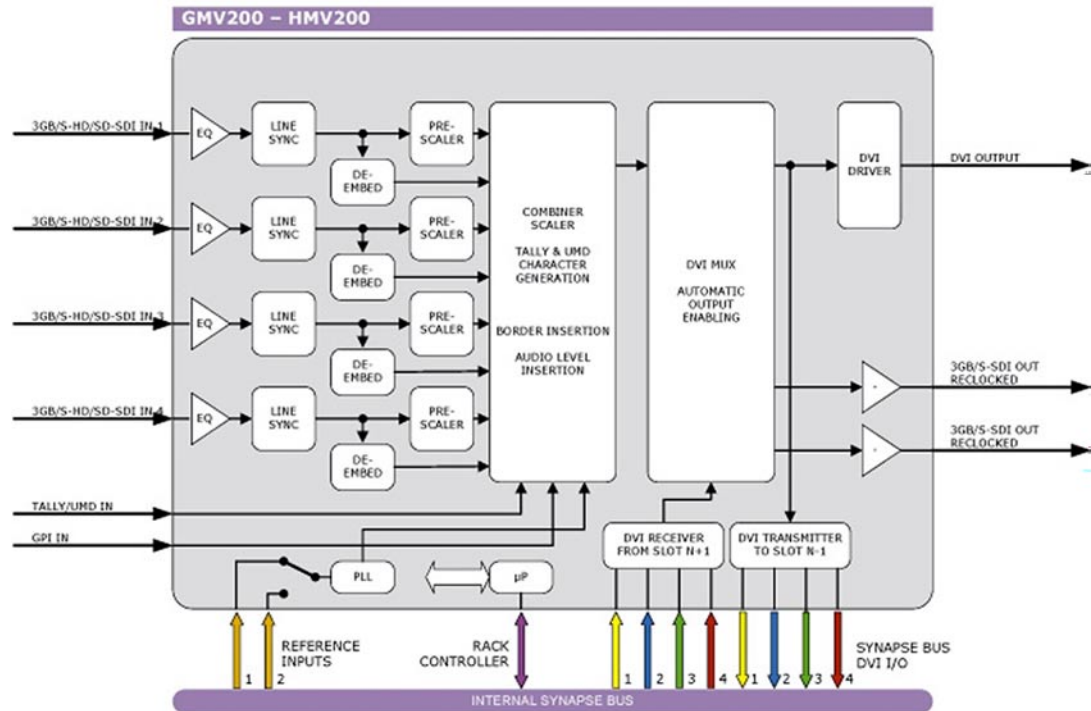 GMV200 – HMV200
3GB/S-HD/SD-SDI IN 1
EQ
LINE
SYNC
PRE-
SCALER
DE-
EMBED
3GB/S-HD/SD-SDI IN 2
EQ
LINE
SYNC
PRE-
SCALER
DE-
EMBED
3GB/S-HD/SD-SDI IN 3
EQ
LINE
SYNC
PRE-
SCALER
DE-
EMBED
3GB/S-HD/SD-SDI IN 4
EQ
LINE
SYNC
PRE-
SCALER
DE-
EMBED
COMBINER
SCALER
TALLY & UMD
CHARACTER
GENERATION
BORDER INSERTION
AUDIO LEVEL
INSERTION
DVI MUX
AUTOMATIC
OUTPUT
ENABLING
DVI
DRIVER
DVI OUTPUT
3GB/S-SDI OUT
RECLOCKED
3GB/S-SDI OUT
RECLOCKED
TALLY/UMD IN
GPI IN
PLL
µP
DVI RECEIVER
FROM SLOT N+1
DVI TRANSMITTER
TO SLOT N-1
REFERENCE
INPUTS
1
2
RACK
CONTROLLER
1
2
3
4
1
2
3
4
SYNAPSE BUS
DVI I/O
INTERNAL SYNAPSE BUS